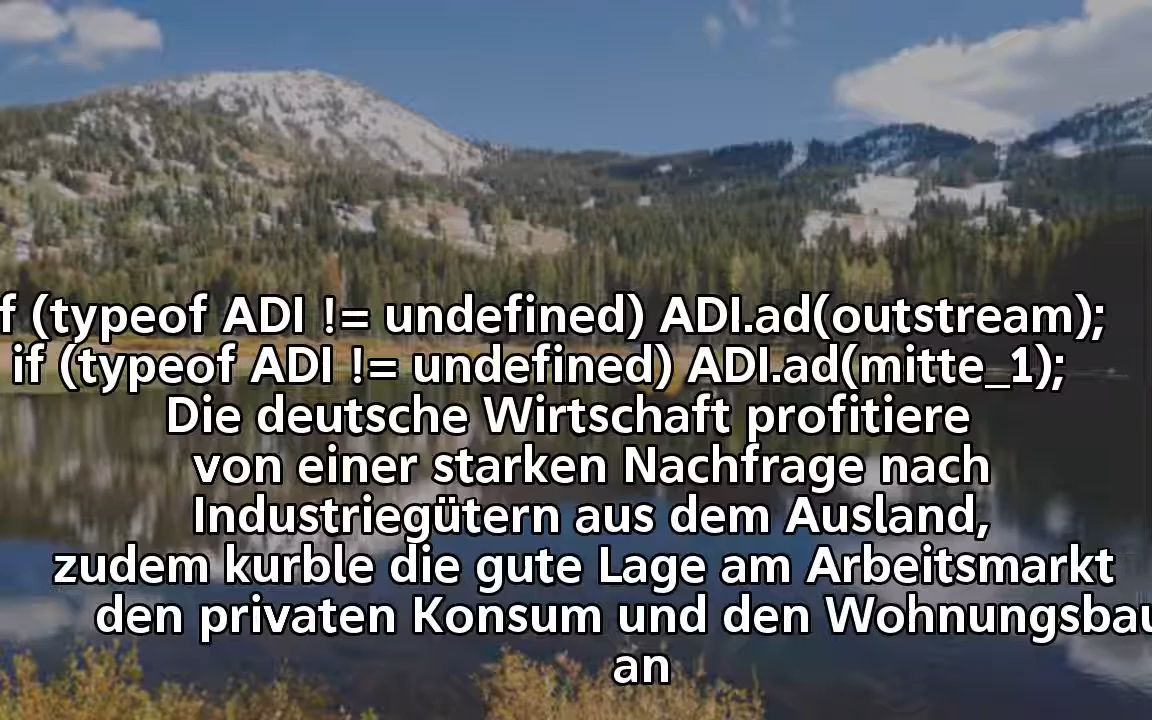 f (typeof ADI != undefined) ADI.ad(outstream);
if (typeof ADI != undefined) ADI.ad(mitte_1);
Die deutsche Wirtschaft profitiere
von einer starken Nachfrage nach
Industriegütern aus dem Ausland,
zudem kurble die gute Lage am Arbeitsmarkt
den privaten Konsum und den Wohnungsbau
an